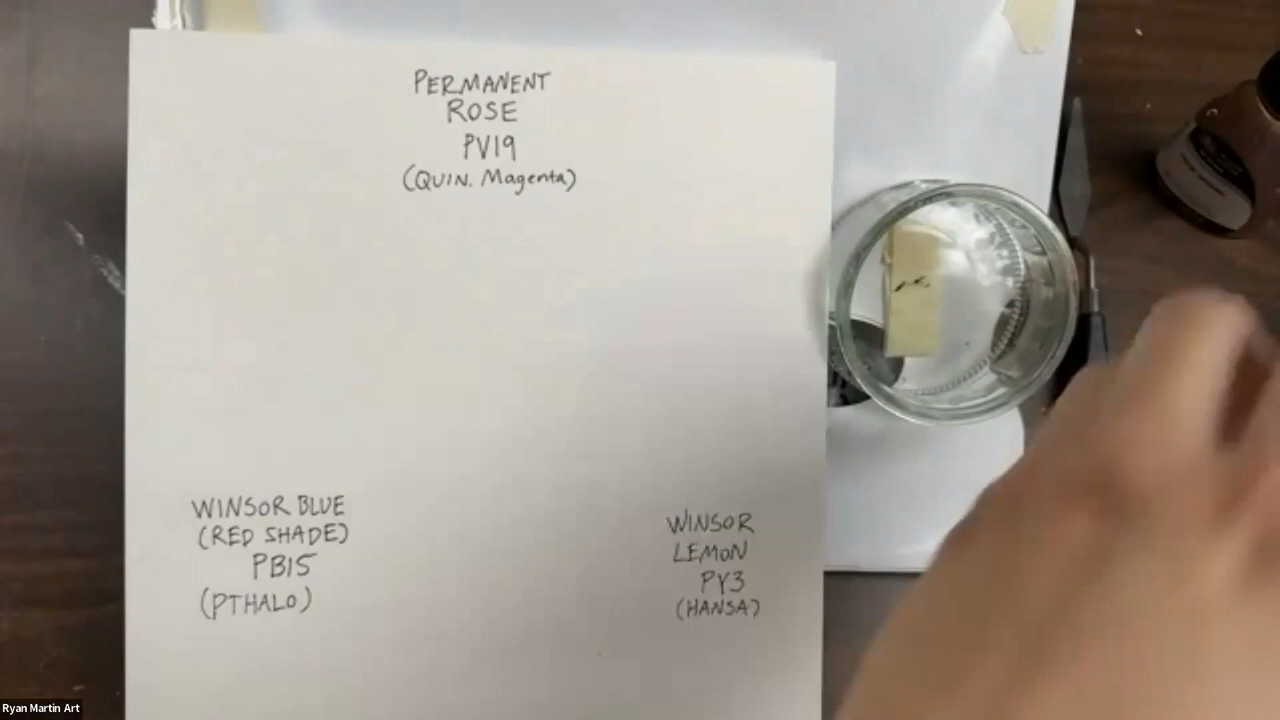 PERMANENT
ROSE
PV19
(QUIN. Magenta)
WINSOR BLUE
(RED SHADE)
PB15
(PTHALO)
WINSOR
LEMON
PY3
(HANSA)
Ryan Martin Art